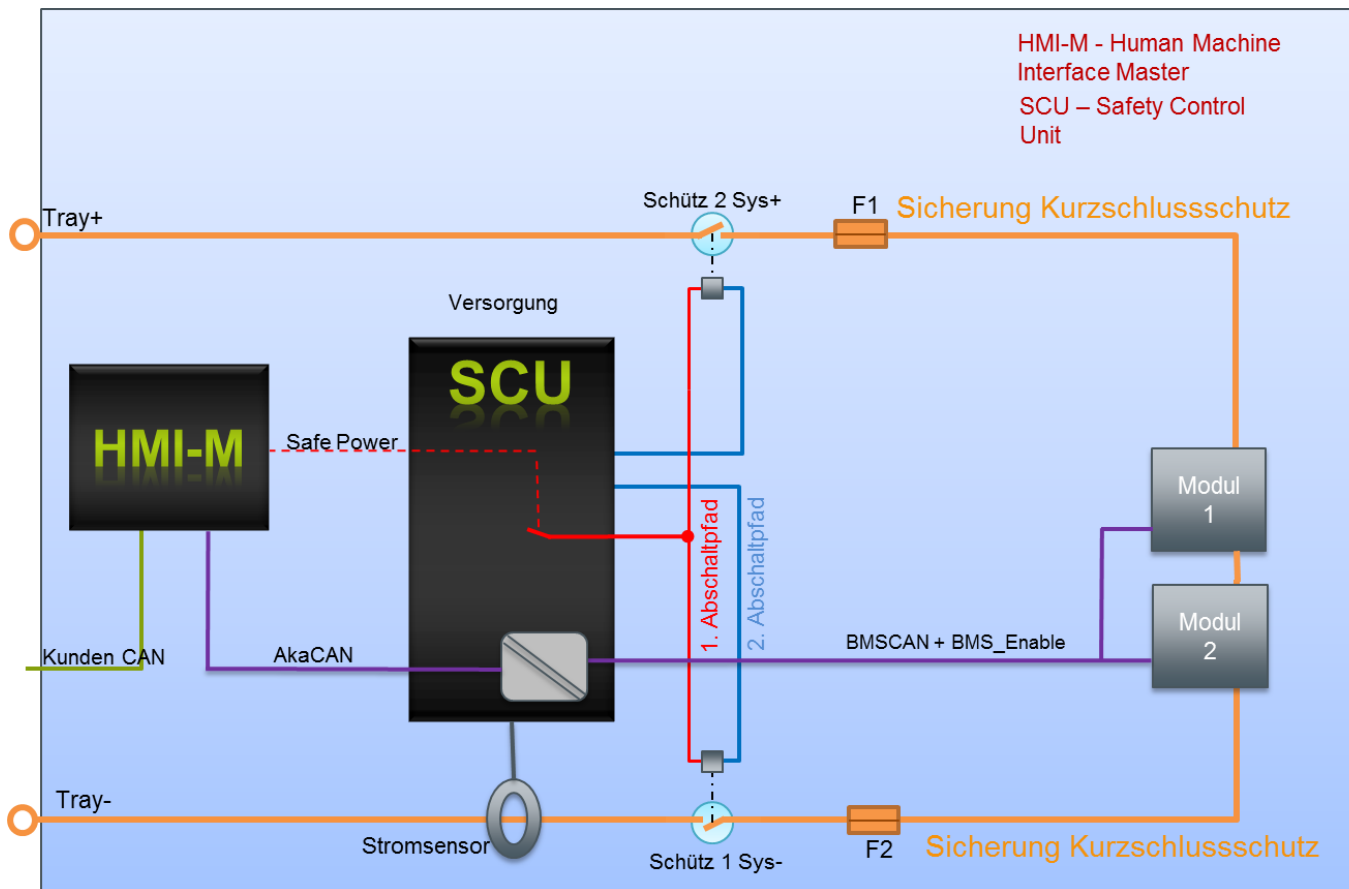 HMI-M - Human Machine
Interface Master
SCU – Safety Control
Unit
Schütz 2 Sys+
F1
Sicherung Kurzschlussschutz
Tray+
Versorgung
SCU
HMI-M
Safe Power
Modul
1
1. Abschaltpfad
2. Abschaltpfad
Modul
2
Kunden CAN
AkaCAN
BMSCAN + BMS_Enable
Tray-
Stromsensor
Schütz 1 Sys-
F2
Sicherung Kurzschlussschutz